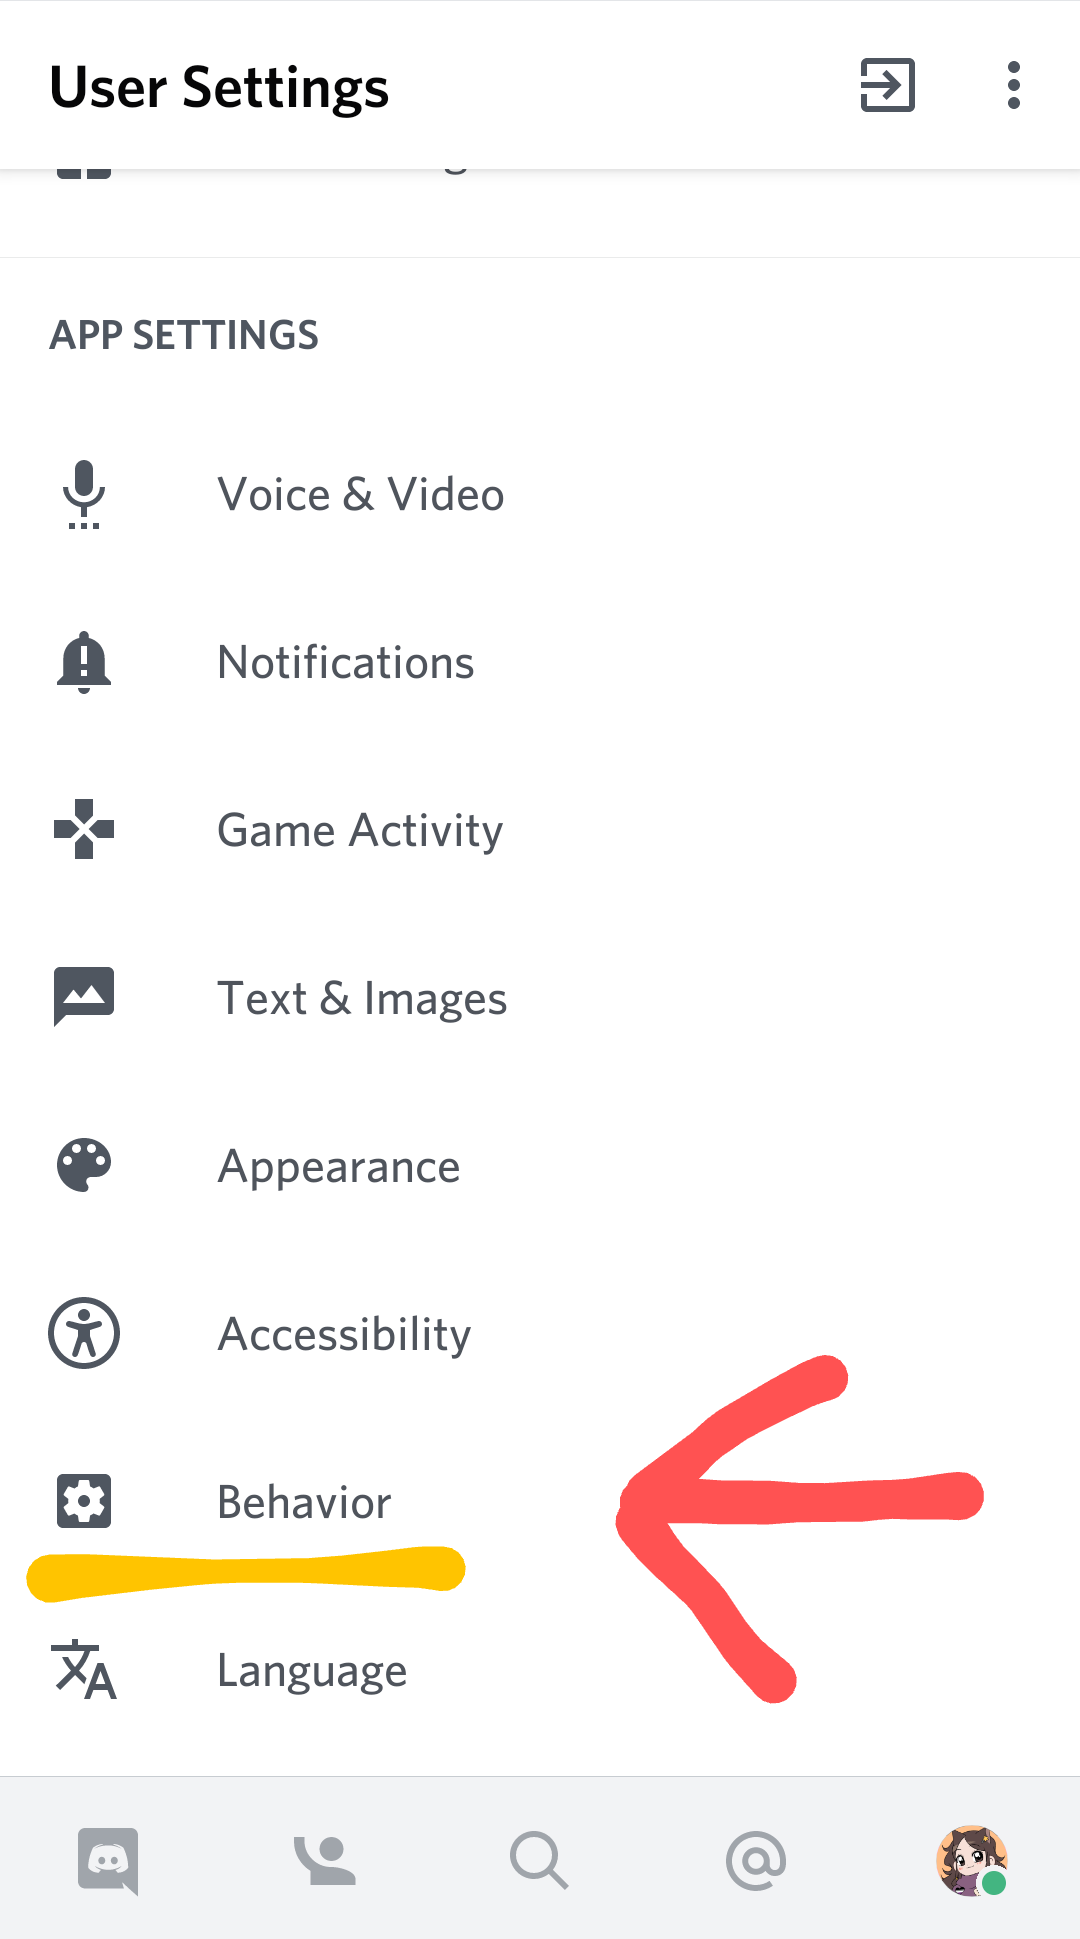 User Settings
APP SETTINGS
Voice & Video
Notifications
Game Activity
Text & Images
Appearance
Accessibility
Behavior
Language